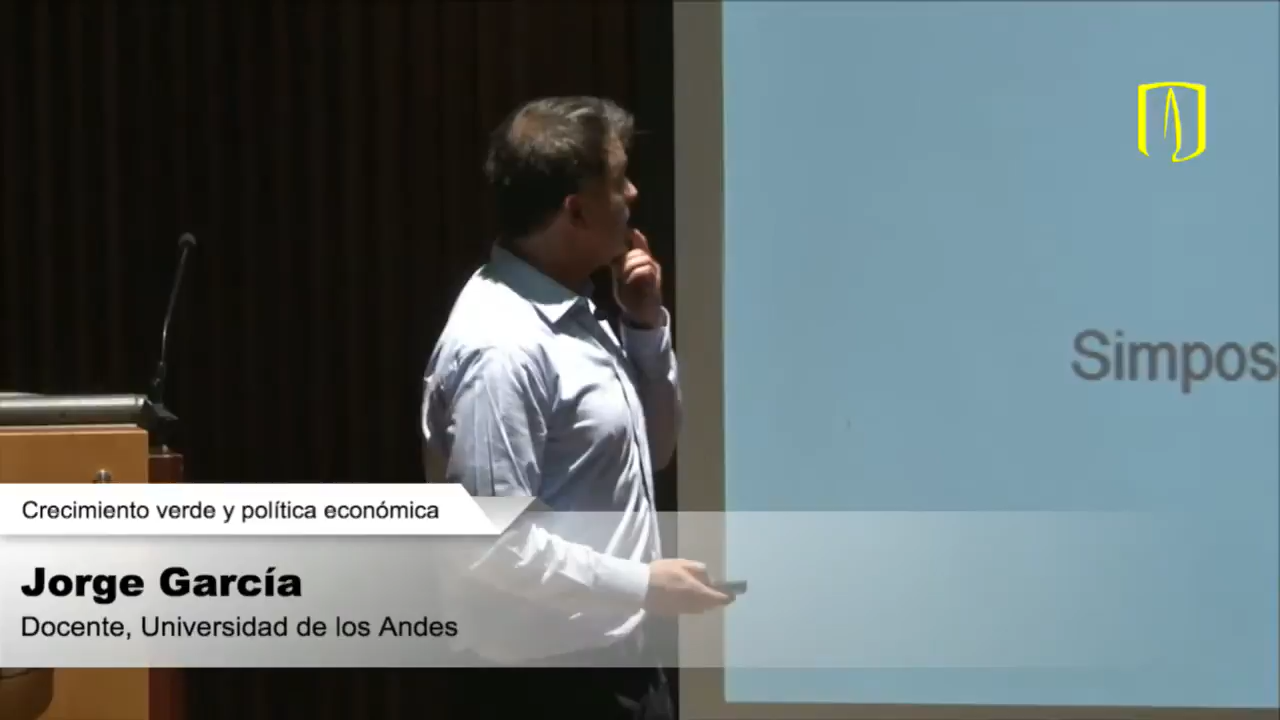 Simpos
Crecimiento verde y política económica
Jorge García
Docente, Universidad de los Andes